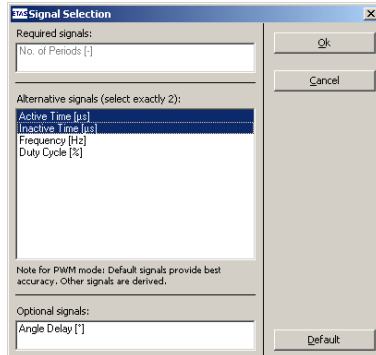 ETAS Signal Selection
Required signals:
No. of Periods [-]
Ok
Cancel
Alternative signals (select exactly 2):
Active Time [µs]
Inactive Time [µs]
Frequency [Hz]
Duty Cycle [%]
Note for PWM mode: Default signals provide best
accuracy. Other signals are derived.
Optional signals:
Angle Delay [°]
Default